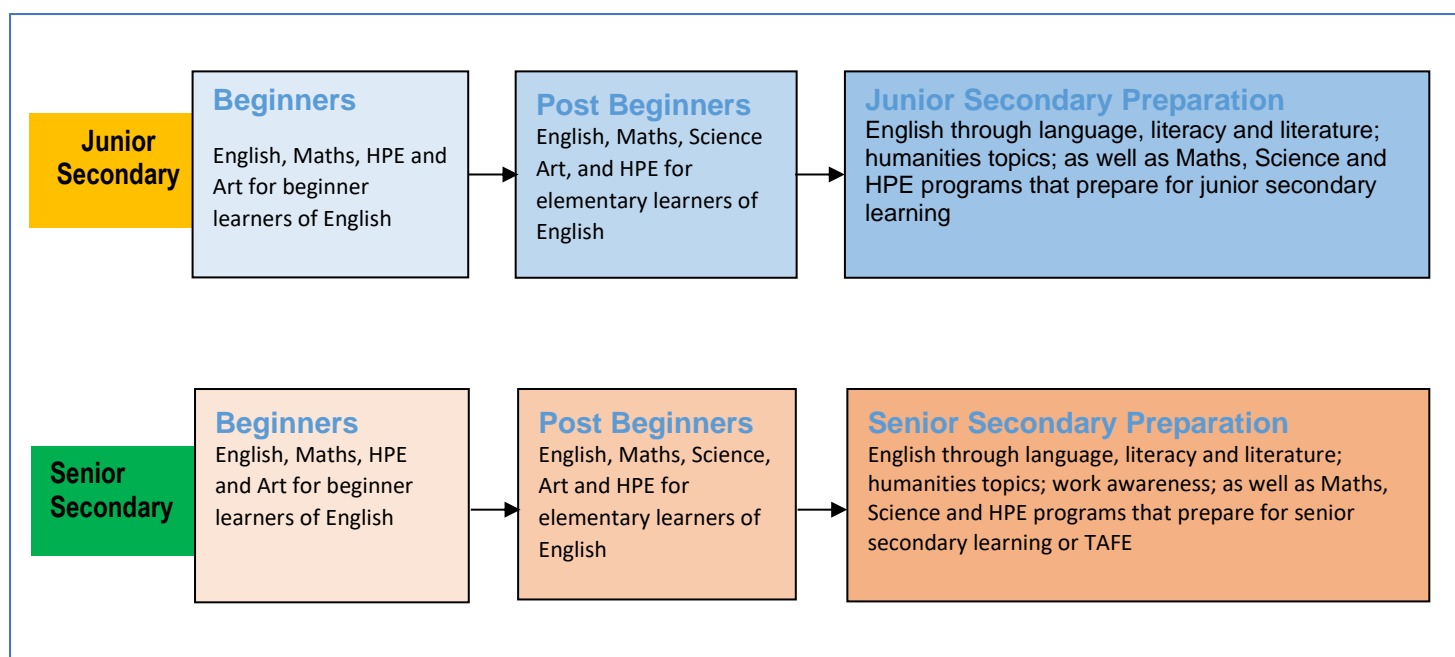 Junior
Secondary
Beginners
English, Maths, HPE and
Art for beginner
learners of English
Post Beginners
English, Maths, Science
Art, and HPE for
elementary learners of
English
Junior Secondary Preparation
English through language, literacy and literature;
humanities topics; as well as Maths, Science and
HPE programs that prepare for junior secondary
learning
Senior
Secondary
Beginners
English, Maths, HPE
and Art for beginner
learners of English
Post Beginners
English, Maths, Science,
Art and HPE for
elementary learners of
English
Senior Secondary Preparation
English through language, literacy and literature;
humanities topics; work awareness; as well as Maths,
Science and HPE programs that prepare for senior
secondary learning or TAFE